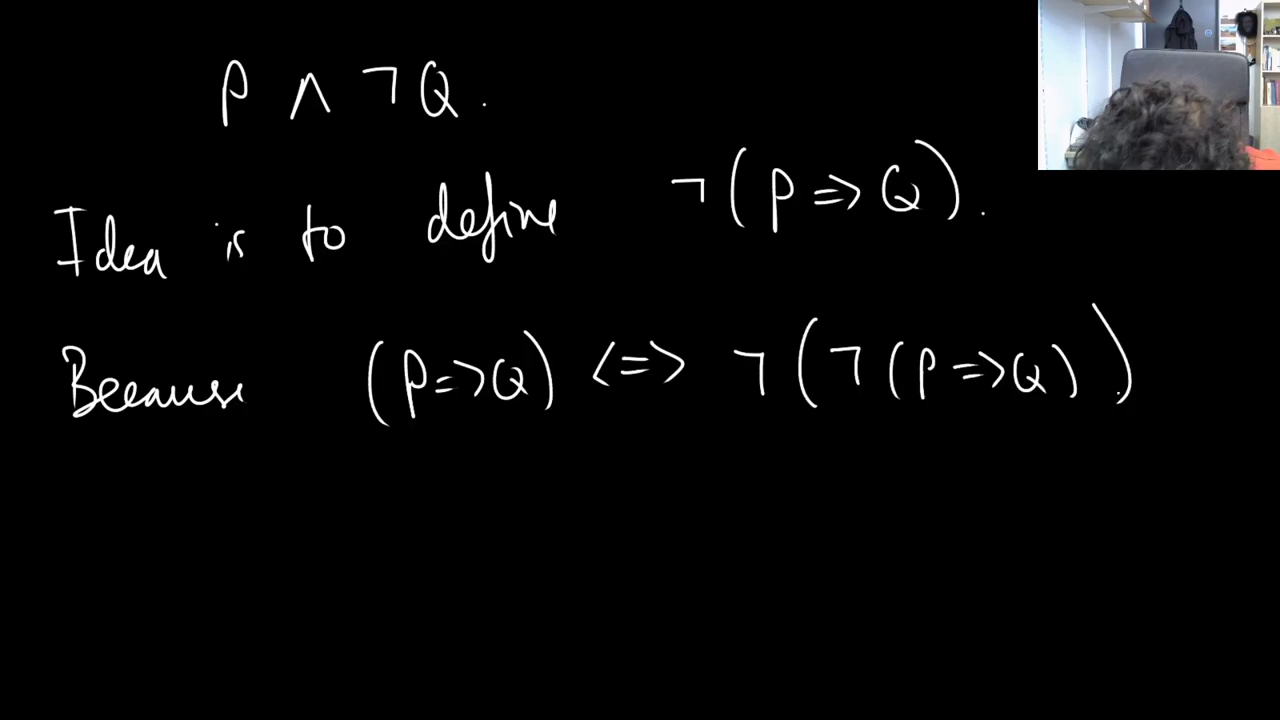 P ∧ ¬Q.
Idea is to define ¬(P => Q).
Because (P=>Q) <=> ¬(¬(P=>Q)).